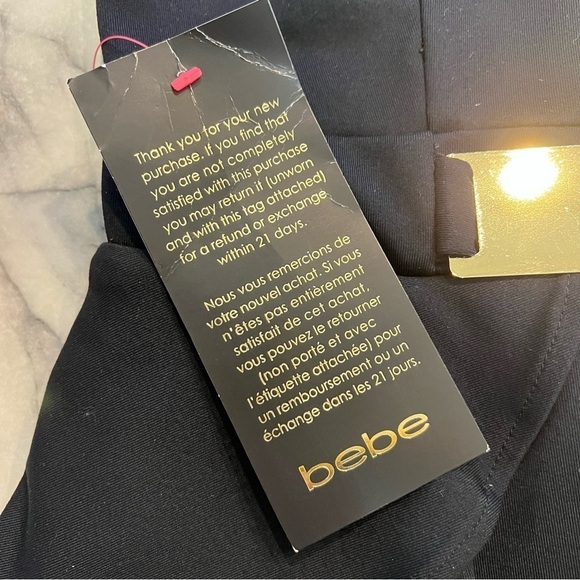 Thank you for your new
purchase. If you find that
you are not completely
satisfied with this purchase
you may return it (unworn
and with this tag attached)
for a refund or exchange
within 21 days.
Nous vous remercions de
votre nouvel achat. Si vous
n'êtes pas entièrement
satisfait de cet achat,
vous pouvez le retourner
(non porté et avec
l'étiquette attachée) pour
un remboursement ou un
échange dans les 21 jours.
bebe